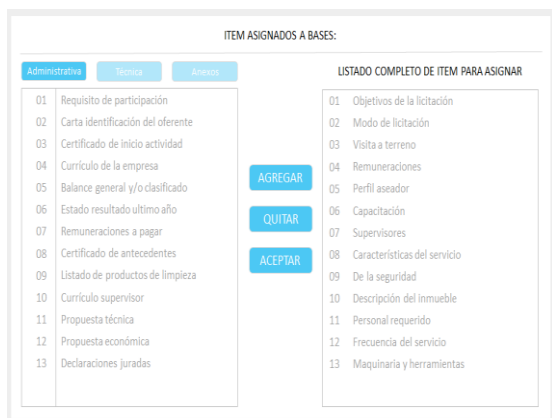 ITEM ASIGNADOS A BASES:
Administrativa Técnica Anexos
01 Requisito de participación
02 Carta identificación del oferente
03 Certificado de inicio actividad
04 Currículo de la empresa
05 Balance general y/o clasificado
06 Estado resultado ultimo año
07 Remuneraciones a pagar
08 Certificado de antecedentes
09 Listado de productos de limpieza
10 Currículo supervisor
11 Propuesta técnica
12 Propuesta económica
13 Declaraciones juradas
AGREGAR
QUITAR
ACEPTAR
LISTADO COMPLETO DE ITEM PARA ASIGNAR
01 Objetivos de la licitación
02 Modo de licitación
03 Visita a terreno
04 Remuneraciones
05 Perfil aseador
06 Capacitación
07 Supervisores
08 Características del servicio
09 De la seguridad
10 Descripción del inmueble
11 Personal requerido
12 Frecuencia del servicio
13 Maquinaria y herramientas